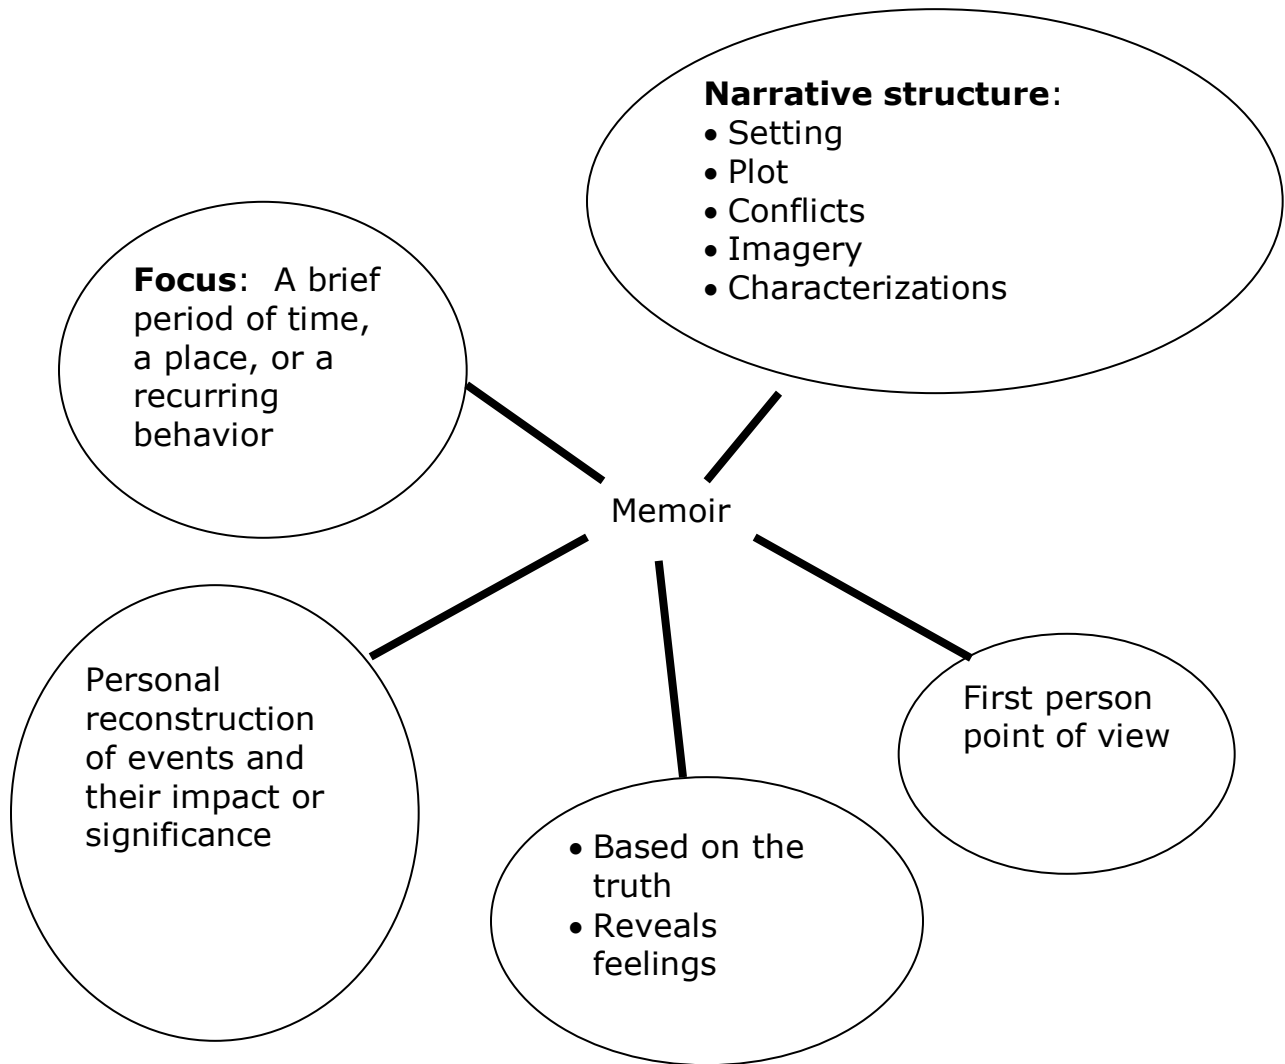 Narrative structure:
• Setting
• Plot
• Conflicts
• Imagery
• Characterizations
Focus: A brief
period of time,
a place, or a
recurring
behavior
Memoir
Personal
reconstruction
of events and
their impact or
significance
• Based on the
truth
• Reveals
feelings
First person
point of view